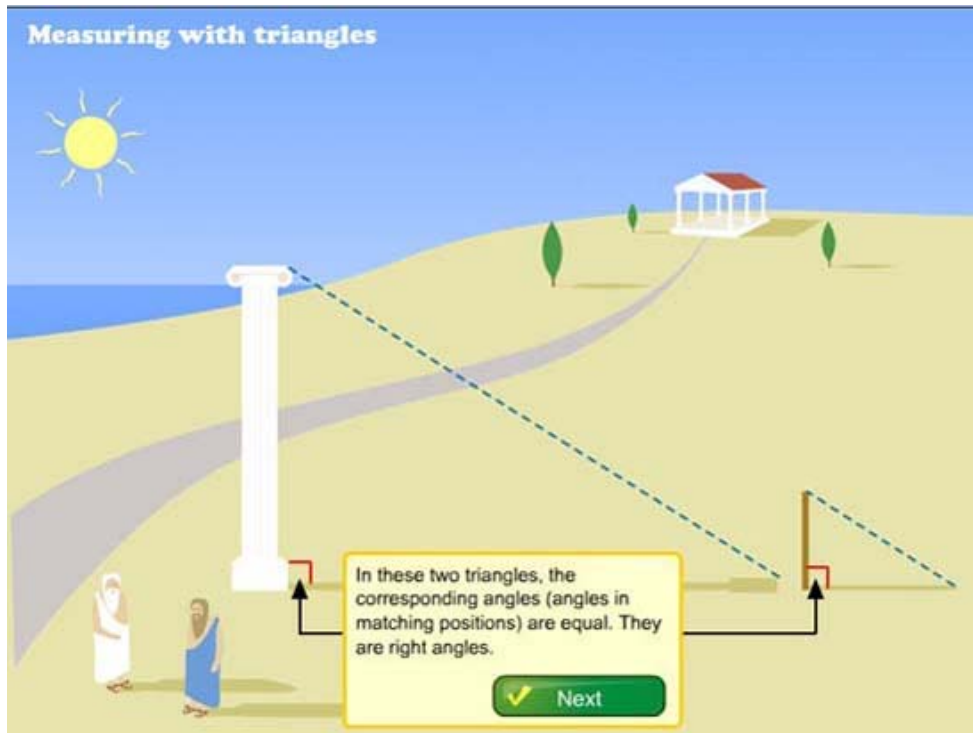 Measuring with triangles
In these two triangles, the
corresponding angles (angles in
matching positions) are equal. They
are right angles.
Next